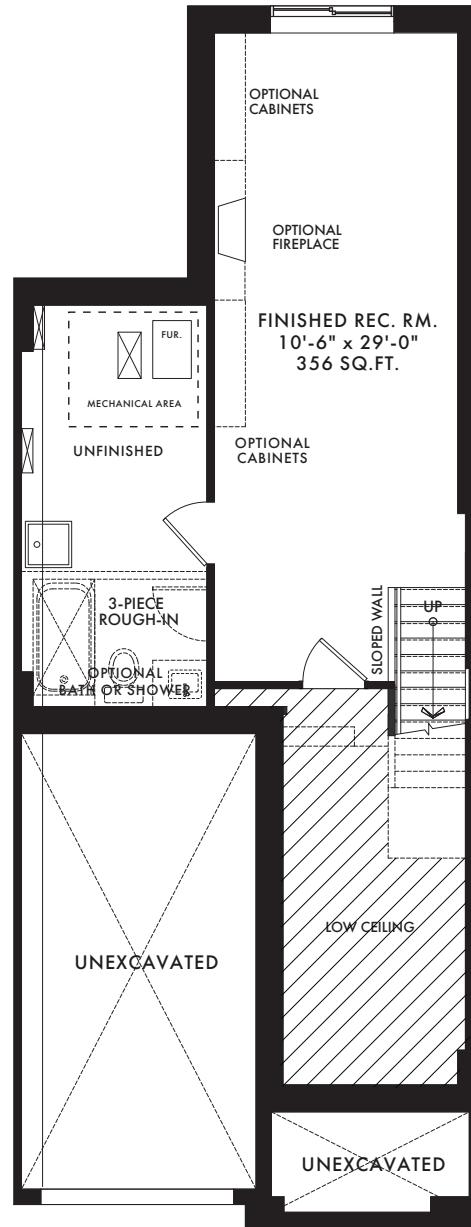 OPTIONAL
CABINETS
OPTIONAL
FIREPLACE
FINISHED REC. RM.
10'-6" x 29'-0"
356 SQ.FT.
FUR.
MECHANICAL AREA
UNFINISHED
OPTIONAL
CABINETS
3-PIECE
ROUGH-IN
OPTIONAL
BATH OR SHOWER
SLOPED WALL
UP
LOW CEILING
UNEXCAVATED
UNEXCAVATED